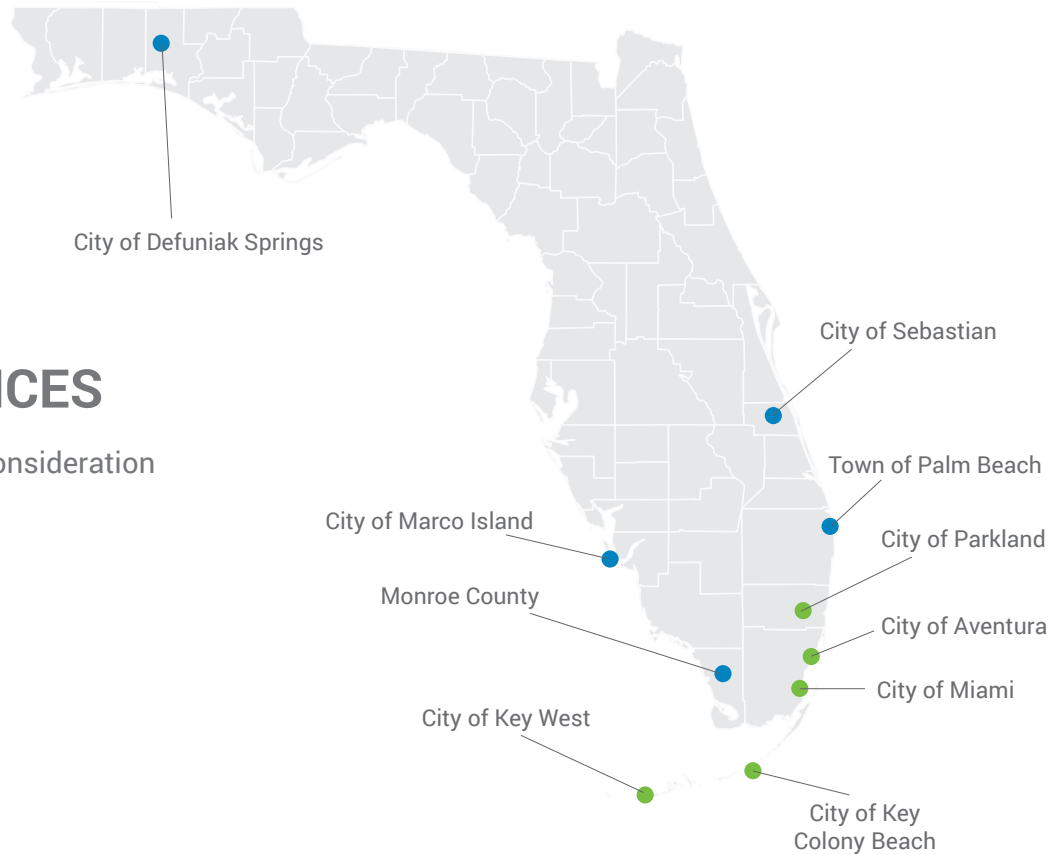 City of Defuniak Springs
City of Sebastian
ICES
onsideration
Town of Palm Beach
City of Marco Island
City of Parkland
Monroe County
City of Aventura
City of Miami
City of Key West
City of Key
Colony Beach